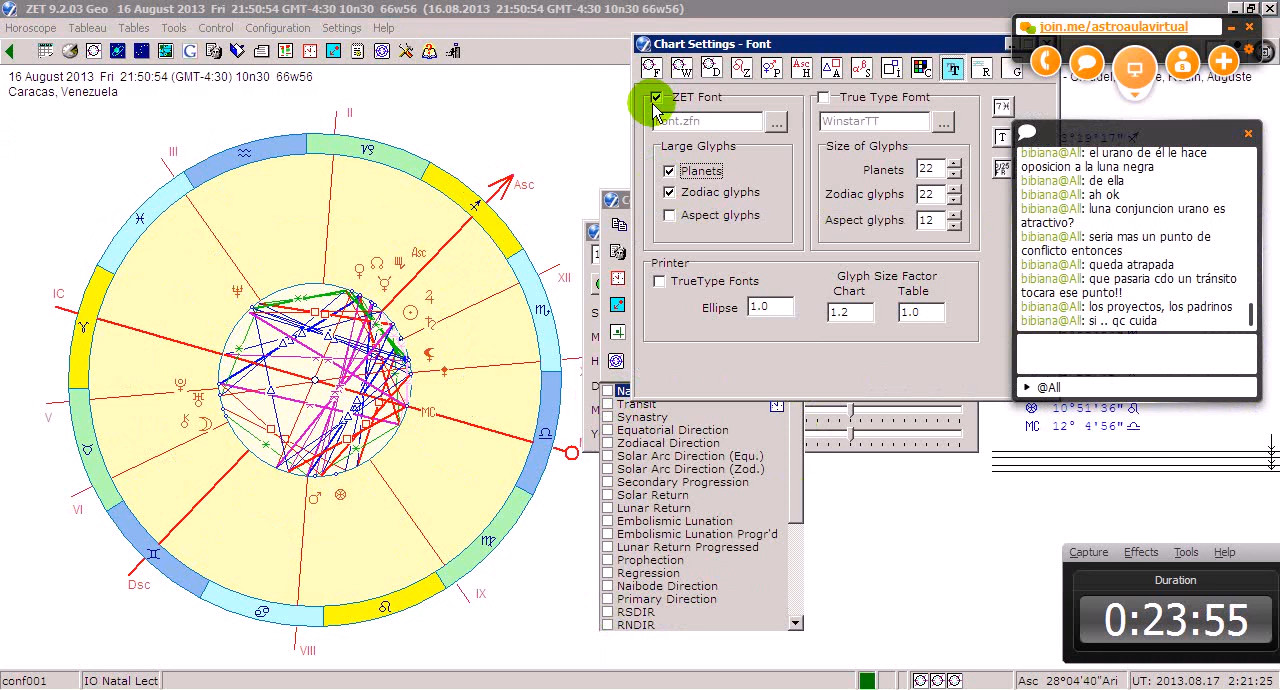 ZET 9.2.03 Geo   16 August 2013  Fri  21:50:54 GMT-4:30 10n30  66w56  (16.08.2013  21:50:54 GMT-4:30 10n30  66w56)
Horoscope Tableau Tables Tools Control Configuration Settings Help
16 August 2013  Fri  21:50:54 (GMT-4:30) 10n30  66w56
Caracas, Venezuela
II
III
Asc
XII
IC
Asc
MC
V
VI
Dsc
IX
VIII
Chart Settings - Font
ZET Font
True Type Fomt
WinstarTT
Large Glyphs
Planets
Zodiac glyphs
Aspect glyphs
Size of Glyphs
Planets 22
Zodiac glyphs 22
Aspect glyphs 12
Printer
TrueType Fonts
Ellipse 1.0
Glyph Size Factor
Chart Table
1.2 1.0
Transit
Synastry
Equatorial Direction
Zodiacal Direction
Solar Arc Direction (Equ.)
Solar Arc Direction (Zod.)
Secondary Progression
Solar Return
Lunar Return
Embolismic Lunation
Embolismic Lunation Progr'd
Lunar Return Progressed
Prophection
Regression
Naibode Direction
Primary Direction
RSDIR
RNDIR
join.me/astroaulavirtual
bibiana@All: el urano de él le hace
oposicion a la luna negra
bibiana@All: de ella
bibiana@All: ah ok
bibiana@All: luna conjuncion urano es
atractivo?
bibiana@All: seria mas un punto de
conflicto entonces
bibiana@All: queda atrapada
bibiana@All: que pasaria cdo un tránsito
tocara ese punto!!
bibiana@All: los proyectos, los padrinos
bibiana@All: si .. qc cuida
@All
⊗ 10°51'36" ♌
MC 12° 4'56" ♎
Capture Effects Tools Help
Duration
0:23:55
conf001
IO Natal Lect
Asc 28°04'40"Ari
UT: 2013.08.17 2:21:25